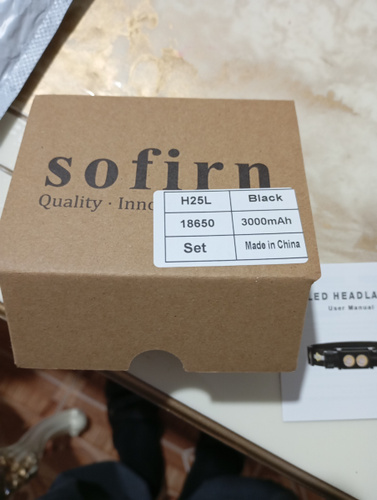 sofirn
Quality · Inno
H25L Black
18650 3000mAh
Set Made in China
LED HEADLA
User Manual